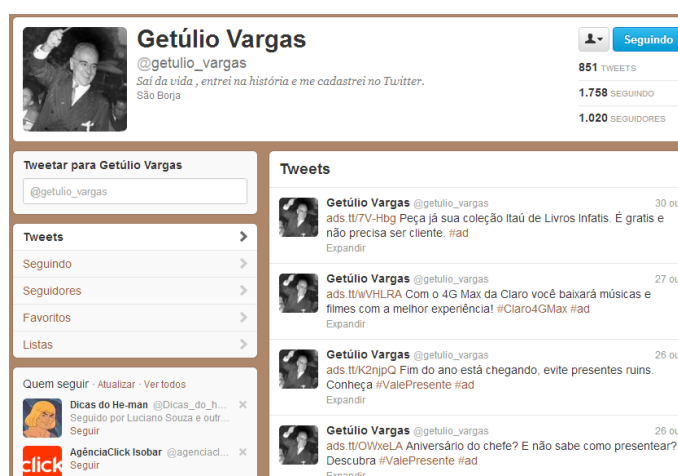 Getúlio Vargas
@getulio_vargas
Saí da vida , entrei na história e me cadastrei no Twitter.
São Borja
Seguindo
851 TWEETS
1.758 SEGUINDO
1.020 SEGUIDORES
Tweetar para Getúlio Vargas
@getulio_vargas
Tweets
Seguindo
Seguidores
Favoritos
Listas
Quem seguir · Atualizar · Ver todos
Dicas do He-man @Dicas_do_h...
Seguido por Luciano Souza e outr...
Seguir
click
AgênciaClick Isobar @agenciacl...
Seguir
Tweets
Getúlio Vargas @getulio_vargas 30 ou
ads.tt/7V-Hbg Peça já sua coleção Itaú de Livros Infatis. É gratis e
não precisa ser cliente. #ad
Expandir
Getúlio Vargas @getulio_vargas 27 ou
ads.tt/wVHLRA Com o 4G Max da Claro você baixará músicas e
filmes com a melhor experiência! #Claro4GMax #ad
Expandir
Getúlio Vargas @getulio_vargas 26 ou
ads.tt/K2njpQ Fim do ano está chegando, evite presentes ruins.
Conheça #ValePresente #ad
Expandir
Getúlio Vargas @getulio_vargas 26 ou
ads.tt/OWxeLA Aniversário do chefe? E não sabe como presentear?
Descubra #ValePresente #ad
Expandir